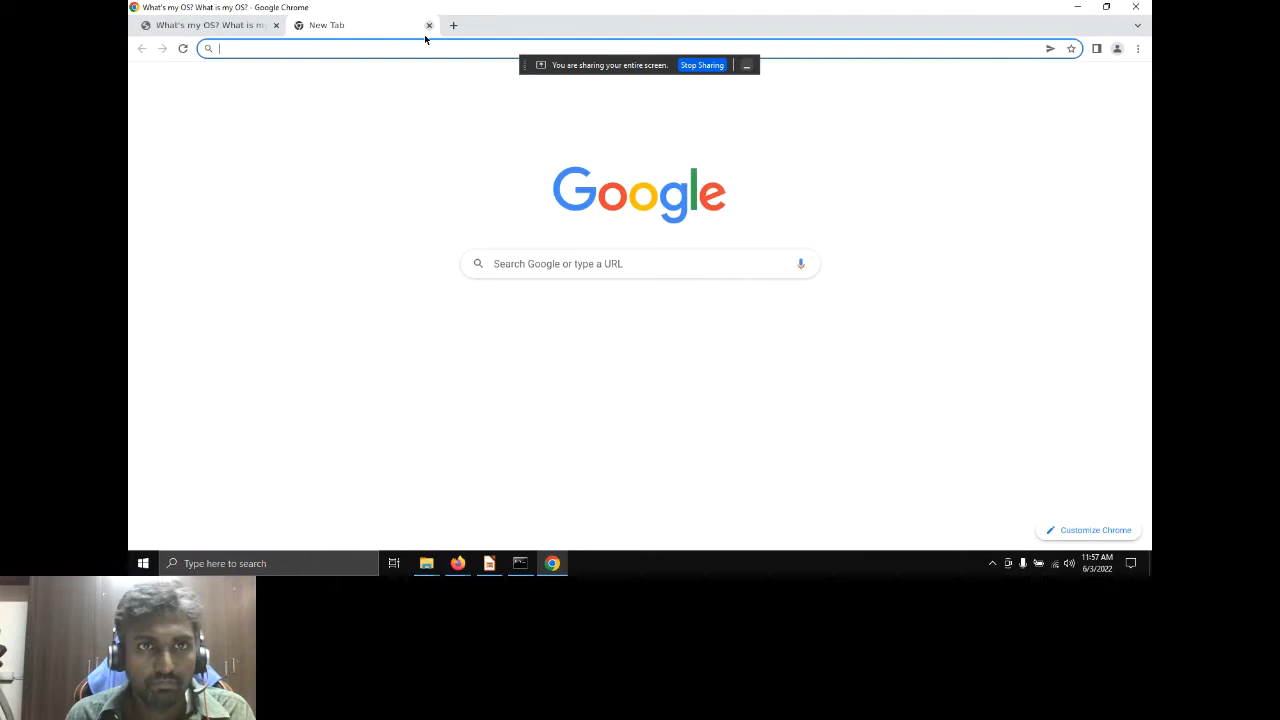 What's my OS? What is my OS? - Google Chrome
What's my OS? What is my
New Tab
You are sharing your entire screen.
Stop Sharing
Google
Search Google or type a URL
Customize Chrome
Type here to search
11:57 AM
6/3/2022